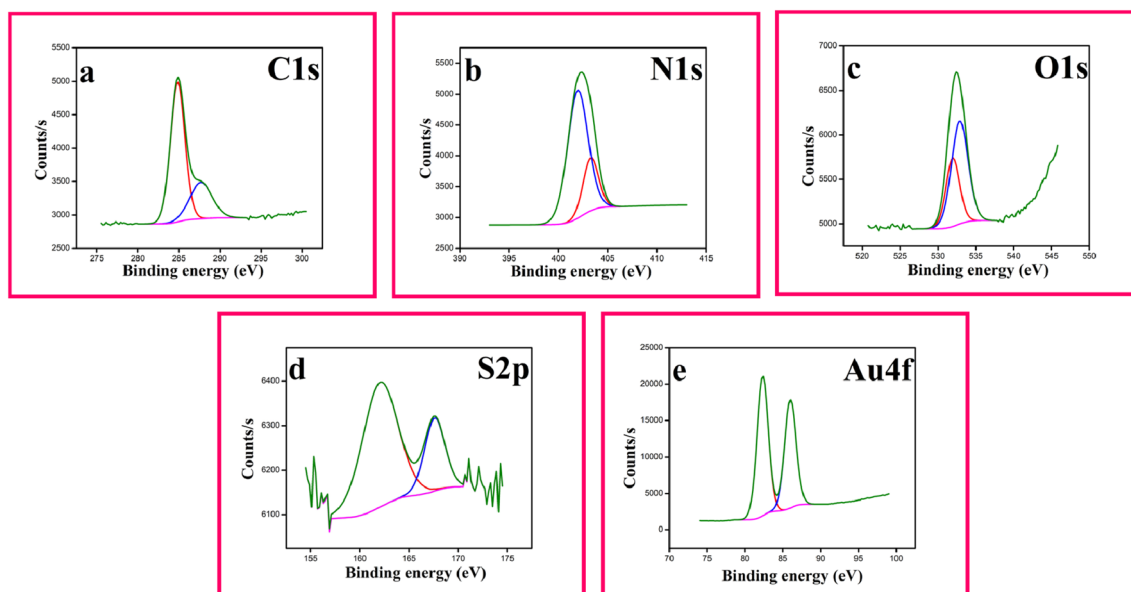 a
C1s
5500
5000
4500
4000
3500
3000
2500
Counts/s
275 280 285 290 295 300
Binding energy (eV)
b
N1s
6000
5500
5000
4500
4000
3500
3000
2500
Counts/s
390 395 400 405 410 415
Binding energy (eV)
c
O1s
7000
6500
6000
5500
5000
Counts/s
520 525 530 535 540 545 550
Binding energy (eV)
d
S2p
6400
6300
6200
6100
Counts/s
155 160 165 170 175
Binding energy (eV)
e
Au4f
25000
20000
15000
10000
5000
0
Counts/s
70 74 80 85 90 95 100
Binding energy (eV)